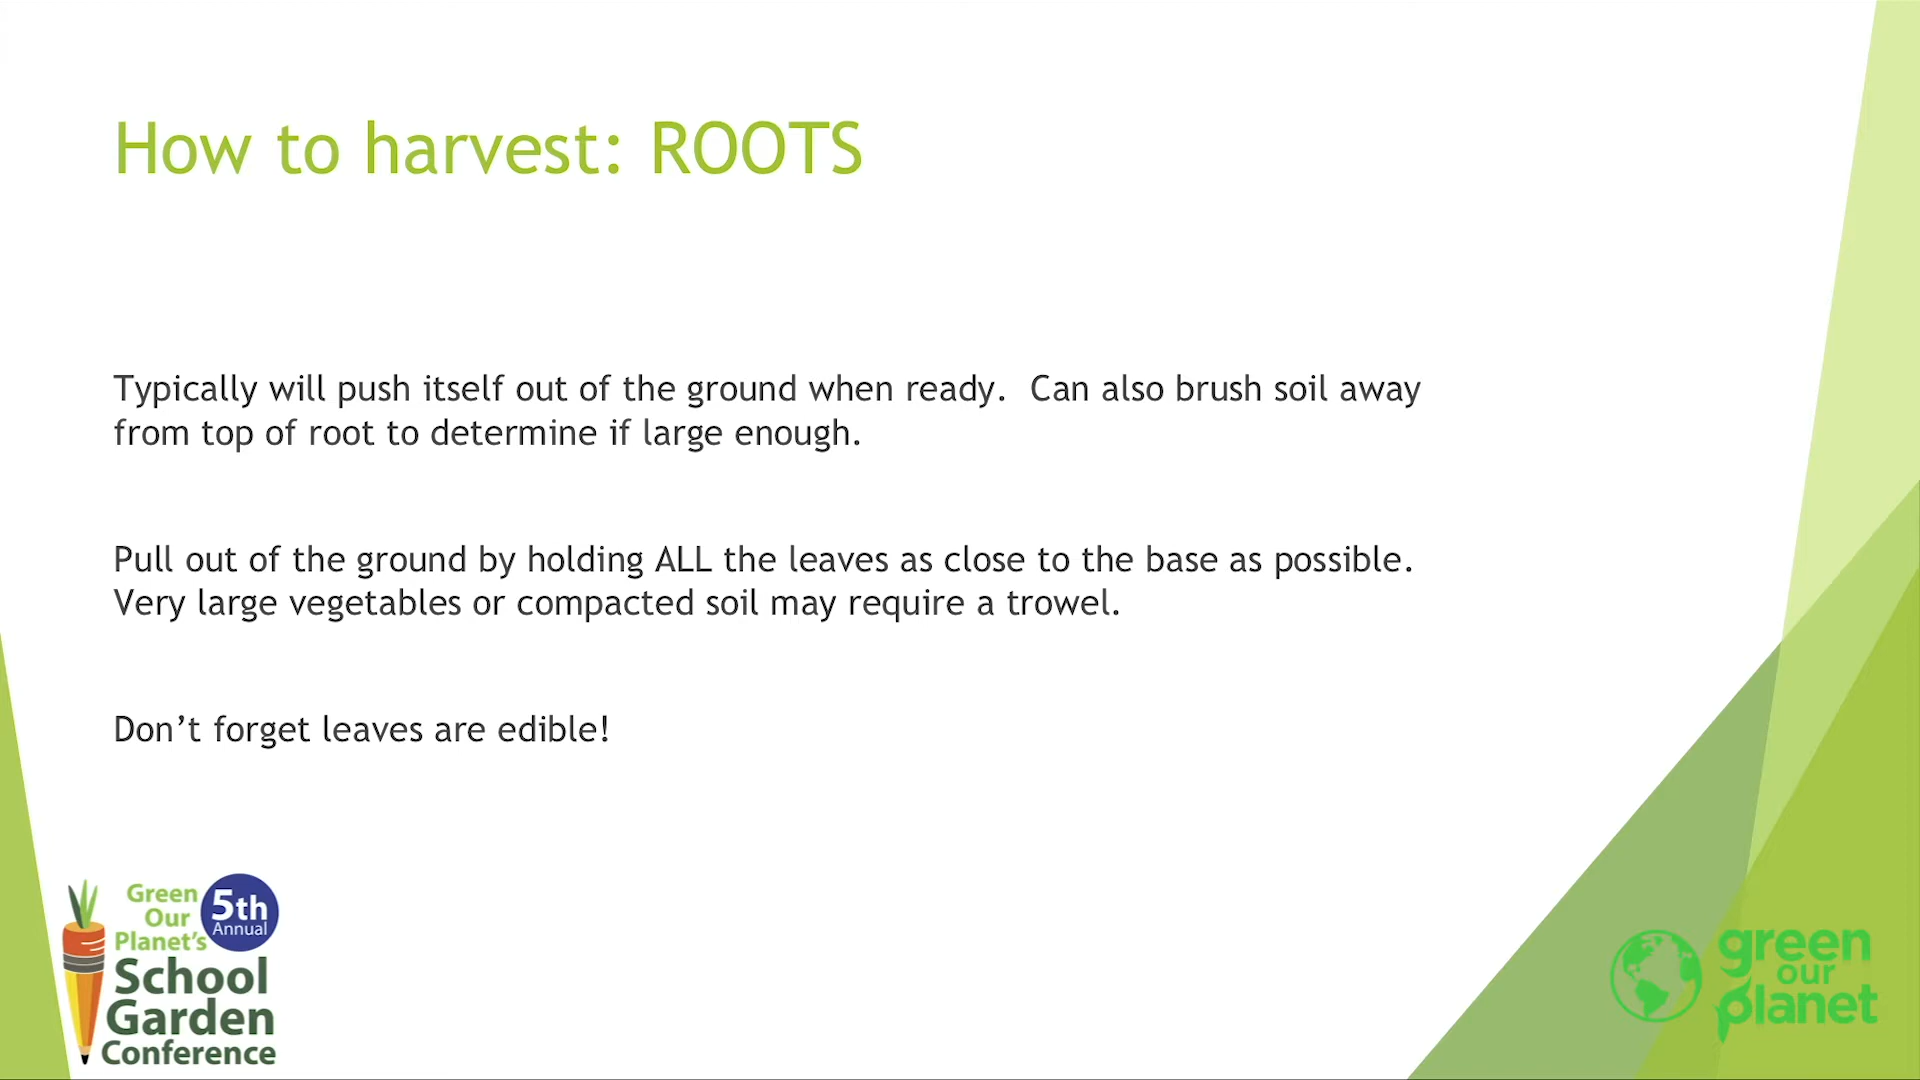 How to harvest: ROOTS
Typically will push itself out of the ground when ready.  Can also brush soil away
from top of root to determine if large enough.
Pull out of the ground by holding ALL the leaves as close to the base as possible.
Very large vegetables or compacted soil may require a trowel.
Don’t forget leaves are edible!
Green
Our
Planet’s
5th
Annual
School
Garden
Conference
green
our
planet